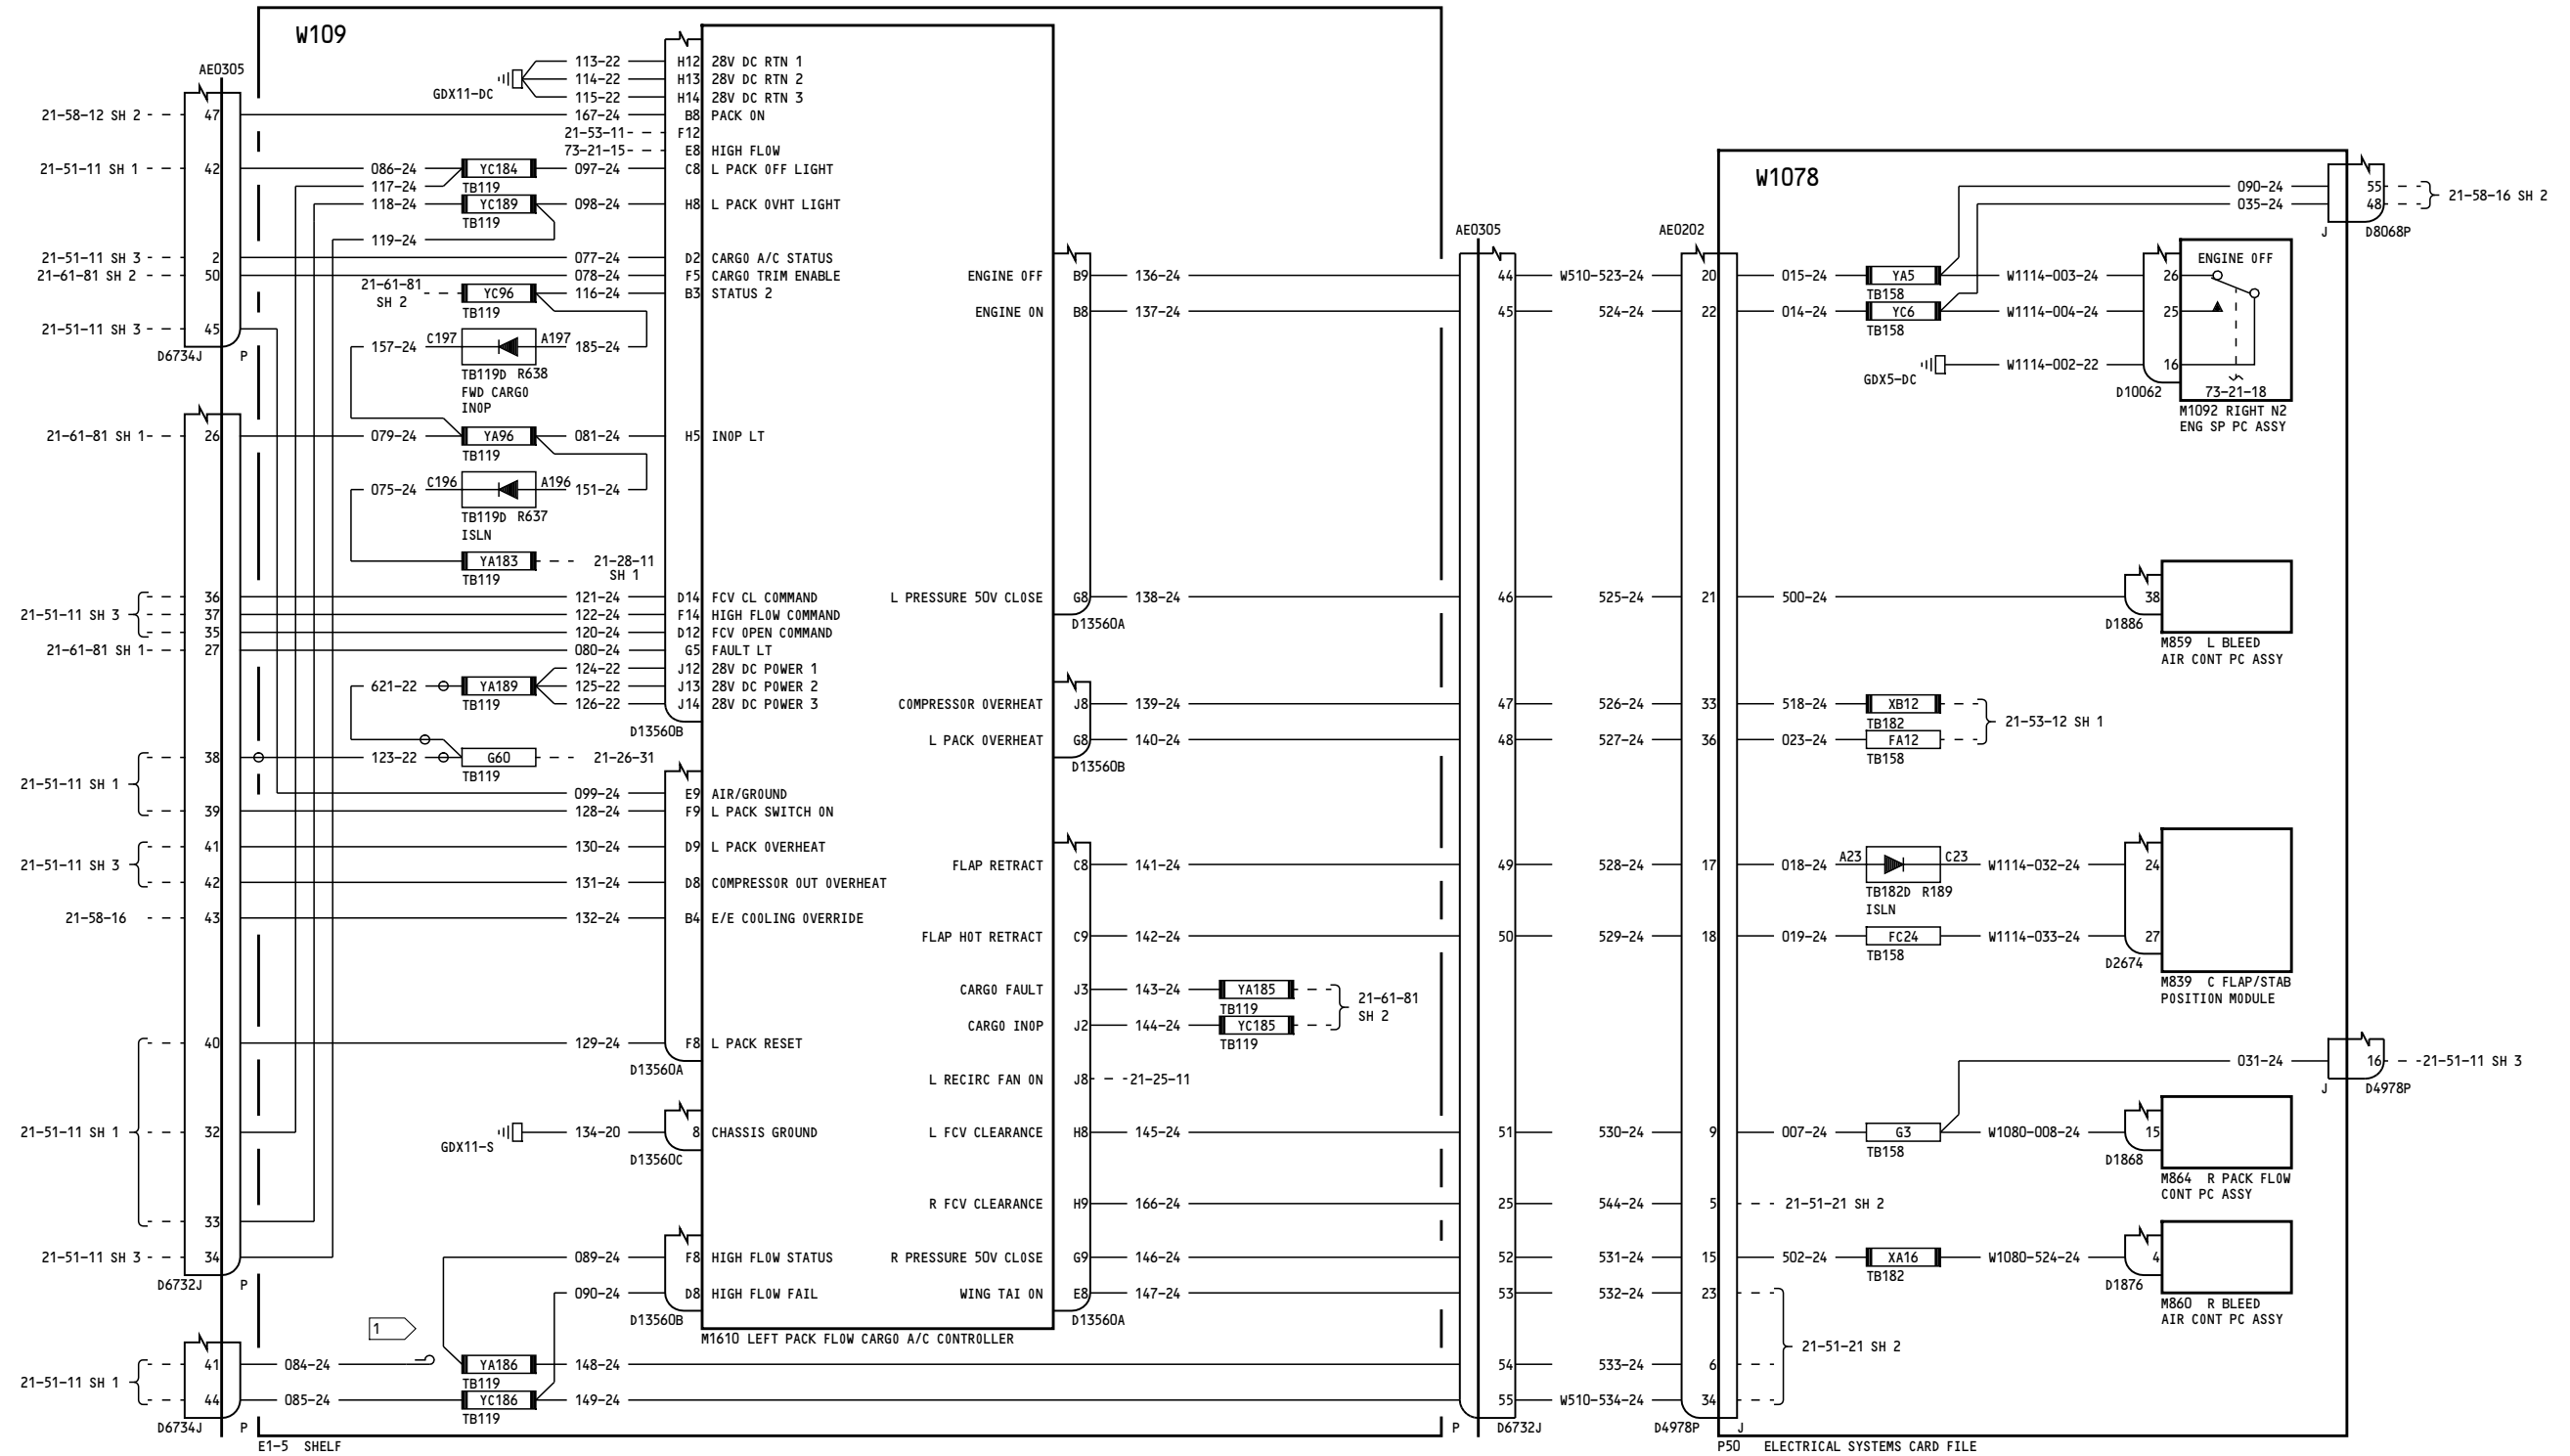 W109
AE0305
21-58-12 SH 2
47
21-51-11 SH 1
42
21-51-11 SH 3
2
21-61-81 SH 2
50
21-51-11 SH 3
45
D6734J
P
21-61-81 SH 1
26
36
21-51-11 SH 3
37
35
21-61-81 SH 1
27
38
21-51-11 SH 1
39
41
21-51-11 SH 3
42
21-58-16
43
40
21-51-11 SH 1
32
33
21-51-11 SH 3
34
D6732J
P
41
21-51-11 SH 1
44
D6734J
P
E1-5 SHELF
GDX11-DC
113-22
H12
28V DC RTN 1
114-22
H13
28V DC RTN 2
115-22
H14
28V DC RTN 3
167-24
B8
PACK ON
21-53-11
F12
73-21-15
E8
HIGH FLOW
086-24
YC184
097-24
C8
L PACK OFF LIGHT
117-24
TB119
118-24
YC189
098-24
H8
L PACK OVHT LIGHT
TB119
119-24
077-24
D2
CARGO A/C STATUS
078-24
F5
CARGO TRIM ENABLE
21-61-81
SH 2
YC96
116-24
B3
STATUS 2
TB119
157-24
C197
A197
185-24
TB119D R638
FWD CARGO
INOP
079-24
YA96
081-24
H5
INOP LT
TB119
075-24
C196
A196
151-24
TB119D R637
ISLN
YA183
21-28-11
SH 1
TB119
121-24
D14
FCV CL COMMAND
122-24
F14
HIGH FLOW COMMAND
120-24
D12
FCV OPEN COMMAND
080-24
G5
FAULT LT
124-22
J12
28V DC POWER 1
621-22
YA189
125-22
J13
28V DC POWER 2
TB119
126-22
J14
28V DC POWER 3
D13560B
123-22
G60
21-26-31
TB119
099-24
E9
AIR/GROUND
128-24
F9
L PACK SWITCH ON
130-24
D9
L PACK OVERHEAT
131-24
D8
COMPRESSOR OUT OVERHEAT
132-24
B4
E/E COOLING OVERRIDE
129-24
F8
L PACK RESET
D13560A
GDX11-S
134-20
8
CHASSIS GROUND
D13560C
089-24
F8
HIGH FLOW STATUS
090-24
D8
HIGH FLOW FAIL
D13560B
M1610 LEFT PACK FLOW CARGO A/C CONTROLLER
1
084-24
YA186
148-24
TB119
085-24
YC186
149-24
TB119
ENGINE OFF
B9
136-24
ENGINE ON
B8
137-24
L PRESSURE 50V CLOSE
G8
138-24
D13560A
COMPRESSOR OVERHEAT
J8
139-24
L PACK OVERHEAT
G8
140-24
D13560B
FLAP RETRACT
C8
141-24
FLAP HOT RETRACT
C9
142-24
CARGO FAULT
J3
143-24
YA185
TB119
CARGO INOP
J2
144-24
YC185
TB119
21-61-81
SH 2
L RECIRC FAN ON
J8
21-25-11
L FCV CLEARANCE
H8
145-24
R FCV CLEARANCE
H9
166-24
R PRESSURE 50V CLOSE
G9
146-24
WING TAI ON
E8
147-24
D13560A
AE0305
44
45
46
47
48
49
50
51
25
52
53
54
55
P
D6732J
W510-523-24
524-24
525-24
526-24
527-24
528-24
529-24
530-24
544-24
531-24
532-24
533-24
W510-534-24
AE0202
20
22
21
33
36
17
18
9
5
15
23
6
34
D4978P
J
W1078
090-24
55
035-24
48
21-58-16 SH 2
J
D8068P
015-24
YA5
W1114-003-24
26
TB158
014-24
YC6
W1114-004-24
25
TB158
GDX5-DC
W1114-002-22
16
ENGINE OFF
D10062
73-21-18
M1092 RIGHT N2
ENG SP PC ASSY
500-24
38
D1886
M859 L BLEED
AIR CONT PC ASSY
518-24
XB12
TB182
21-53-12 SH 1
023-24
FA12
TB158
018-24
A23
C23
W1114-032-24
24
TB182D R189
ISLN
019-24
FC24
W1114-033-24
27
TB158
D2674
M839 C FLAP/STAB
POSITION MODULE
031-24
16
21-51-11 SH 3
J
D4978P
007-24
G3
W1080-008-24
15
TB158
D1868
M864 R PACK FLOW
CONT PC ASSY
21-51-21 SH 2
502-24
XA16
W1080-524-24
4
TB182
D1876
M860 R BLEED
AIR CONT PC ASSY
21-51-21 SH 2
P50 ELECTRICAL SYSTEMS CARD FILE